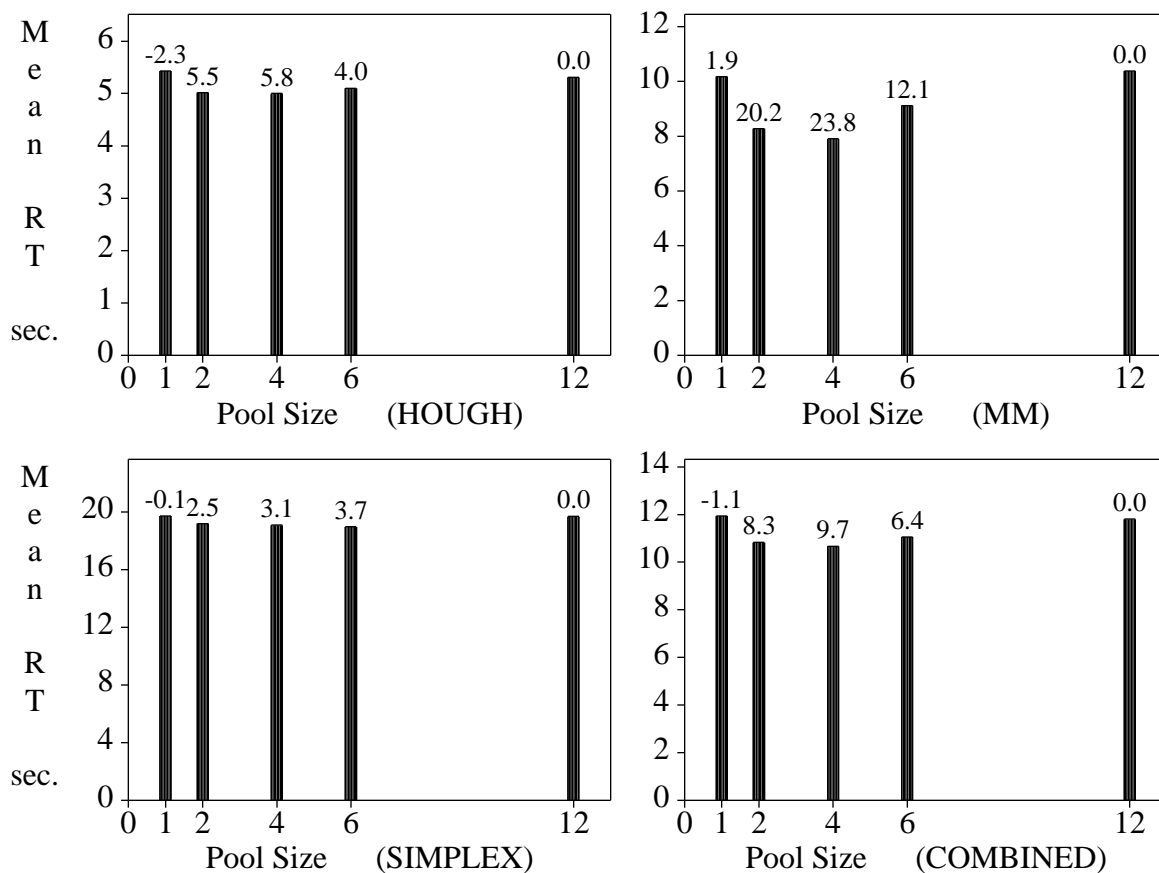 M
e
a
n
R
T
sec.
6
5
4
3
2
1
0
-2.3
5.5
5.8
4.0
0.0
0 1 2 4 6 12
Pool Size (HOUGH)
12
10
8
6
4
2
0
1.9
20.2
23.8
12.1
0.0
0 1 2 4 6 12
Pool Size (MM)
M
e
a
n
R
T
sec.
20
16
12
8
4
0
-0.1
2.5
3.1
3.7
0.0
0 1 2 4 6 12
Pool Size (SIMPLEX)
14
12
10
8
6
4
2
0
-1.1
8.3
9.7
6.4
0.0
0 1 2 4 6 12
Pool Size (COMBINED)